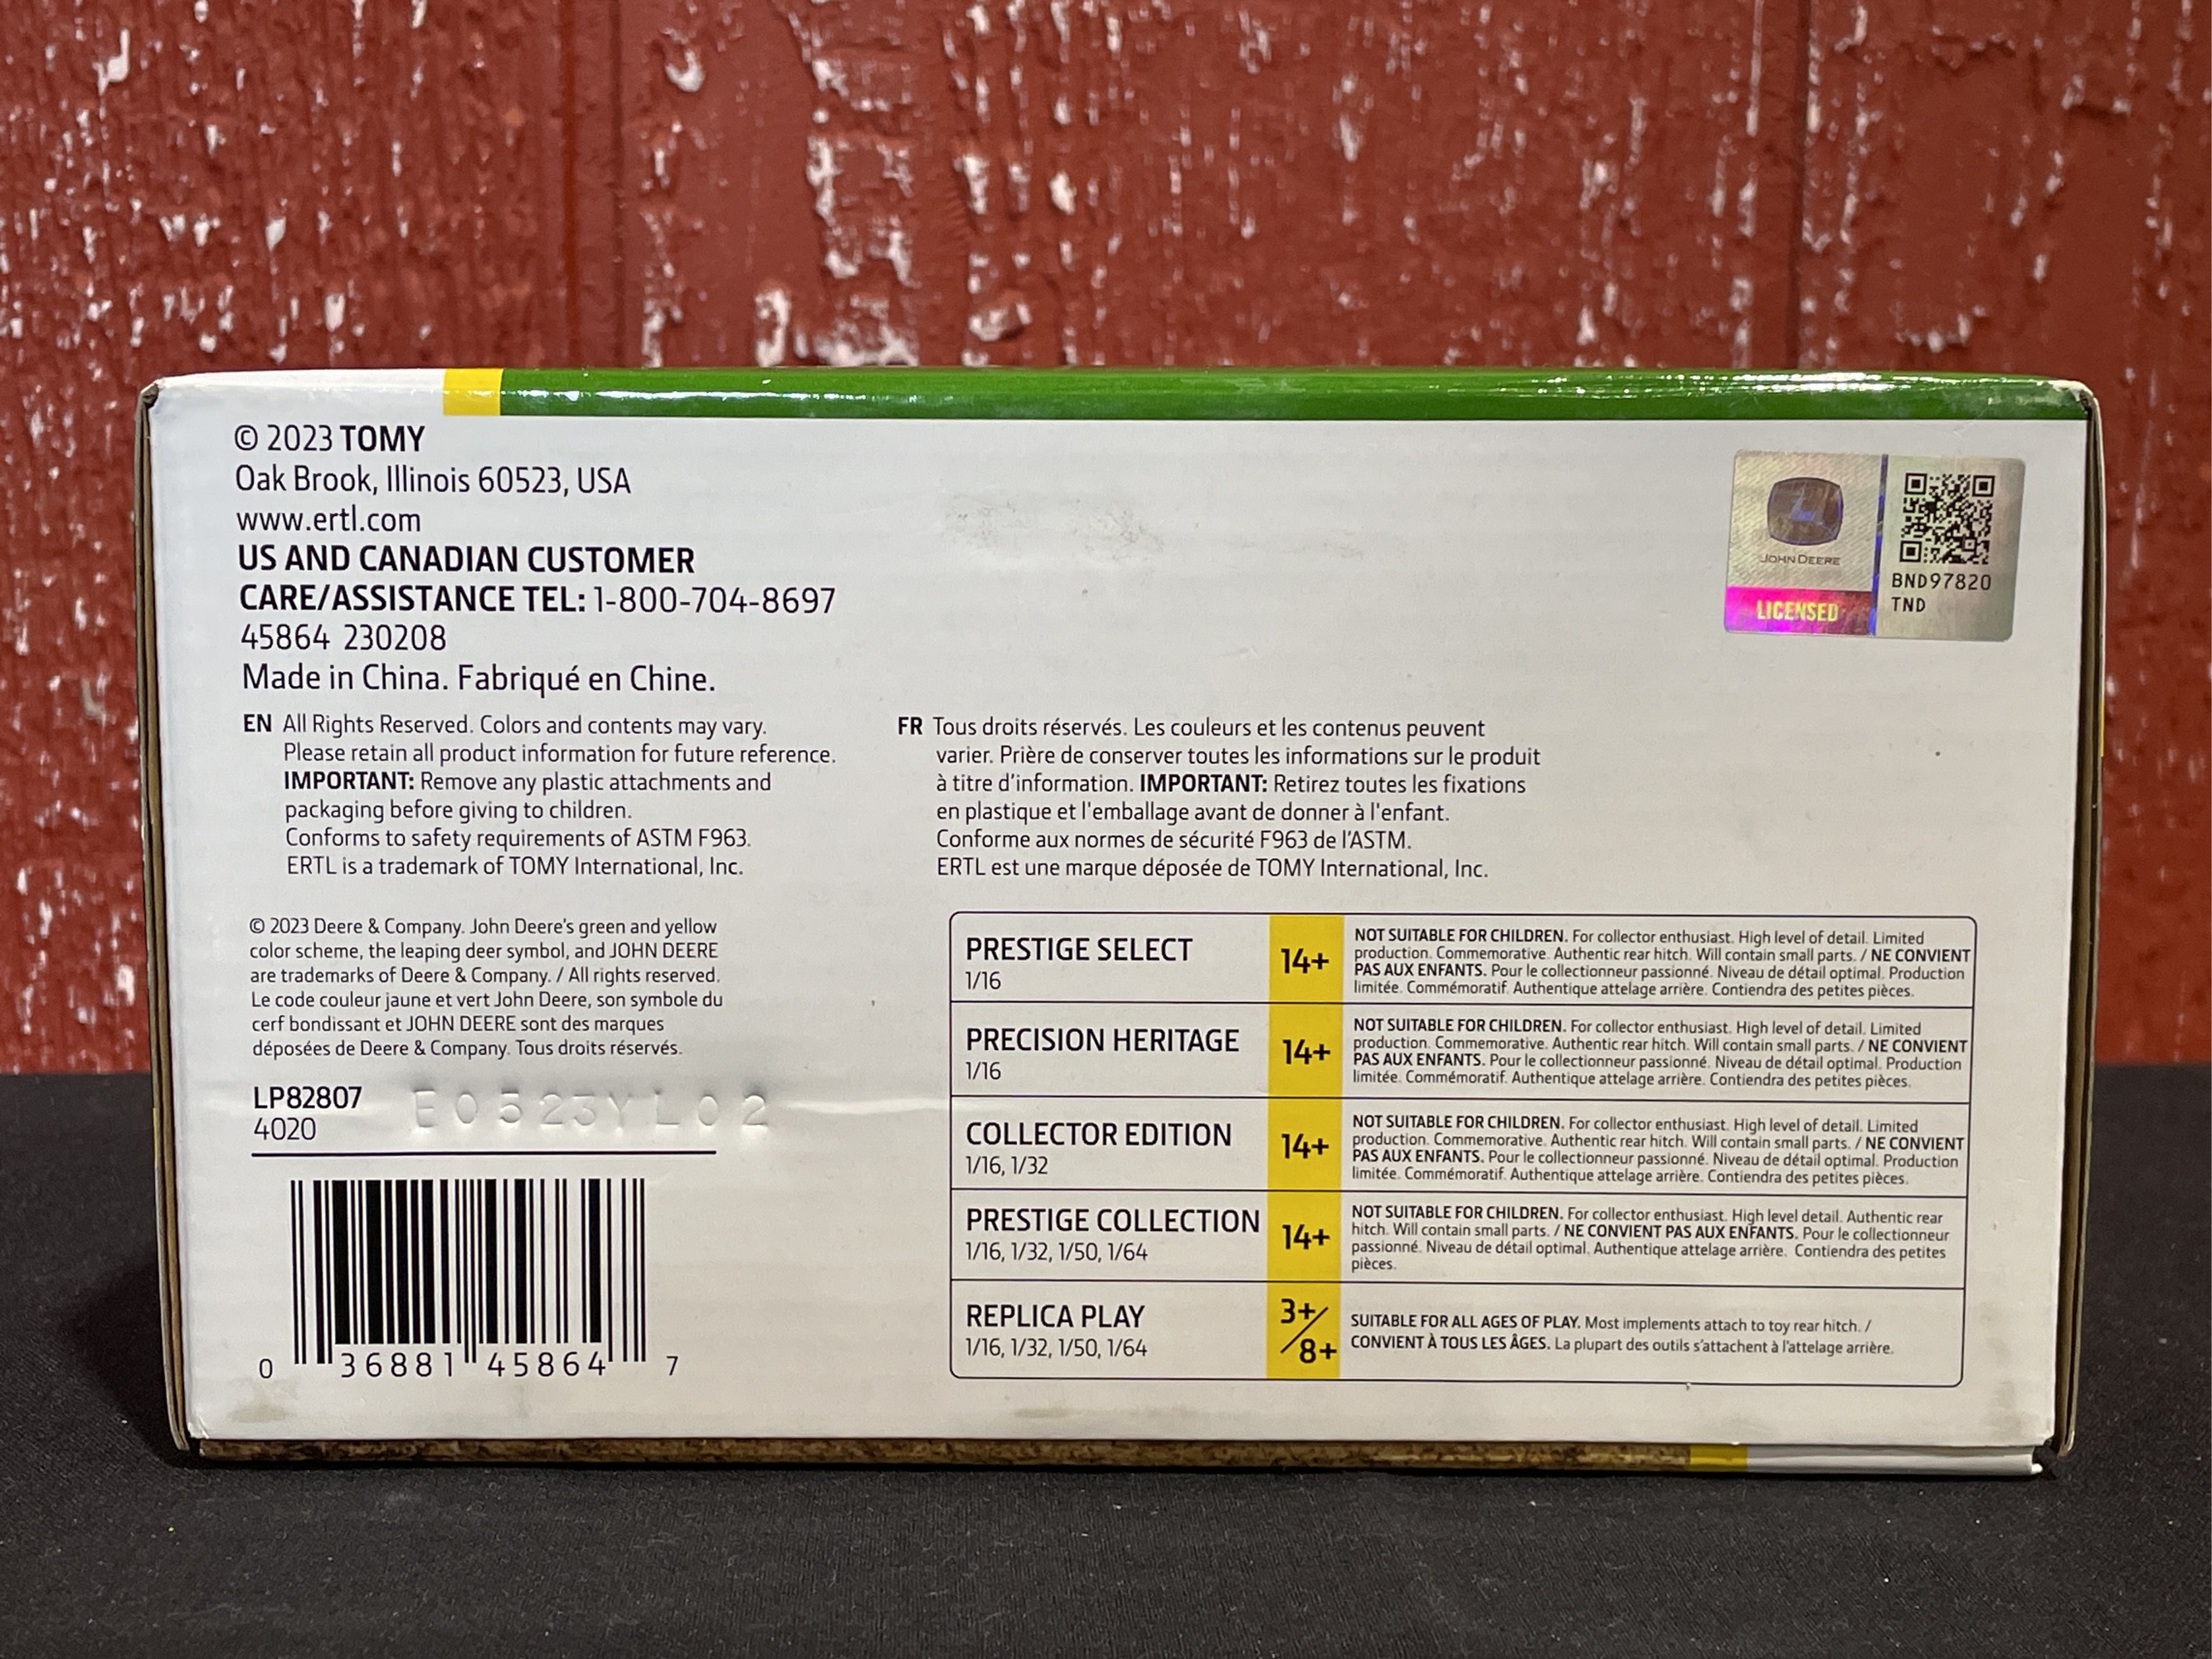 © 2023 TOMY
Oak Brook, Illinois 60523, USA
www.ertl.com
US AND CANADIAN CUSTOMER
CARE/ASSISTANCE TEL: 1-800-704-8697
45864 230208
Made in China. Fabriqué en Chine.
JOHN DEERE
LICENSED
BND97820
TND
EN All Rights Reserved. Colors and contents may vary.
Please retain all product information for future reference.
IMPORTANT: Remove any plastic attachments and
packaging before giving to children.
Conforms to safety requirements of ASTM F963.
ERTL is a trademark of TOMY International, Inc.
FR Tous droits réservés. Les couleurs et les contenus peuvent
varier. Prière de conserver toutes les informations sur le produit
à titre d'information. IMPORTANT: Retirez toutes les fixations
en plastique et l'emballage avant de donner à l'enfant.
Conforme aux normes de sécurité F963 de l'ASTM.
ERTL est une marque déposée de TOMY International, Inc.
© 2023 Deere & Company. John Deere's green and yellow
color scheme, the leaping deer symbol, and JOHN DEERE
are trademarks of Deere & Company. / All rights reserved.
Le code couleur jaune et vert John Deere, son symbole du
cerf bondissant et JOHN DEERE sont des marques
déposées de Deere & Company. Tous droits réservés.
LP82807
4020
E0523YL02
0 36881 45864 7
PRESTIGE SELECT
1/16
14+
NOT SUITABLE FOR CHILDREN. For collector enthusiast. High level of detail. Limited
production. Commemorative. Authentic rear hitch. Will contain small parts. / NE CONVIENT
PAS AUX ENFANTS. Pour le collectionneur passionné. Niveau de détail optimal. Production
limitée. Commémoratif. Authentique attelage arrière. Contiendra des petites pièces.
PRECISION HERITAGE
1/16
14+
NOT SUITABLE FOR CHILDREN. For collector enthusiast. High level of detail. Limited
production. Commemorative. Authentic rear hitch. Will contain small parts. / NE CONVIENT
PAS AUX ENFANTS. Pour le collectionneur passionné. Niveau de détail optimal. Production
limitée. Commémoratif. Authentique attelage arrière. Contiendra des petites pièces.
COLLECTOR EDITION
1/16, 1/32
14+
NOT SUITABLE FOR CHILDREN. For collector enthusiast. High level of detail. Limited
production. Commemorative. Authentic rear hitch. Will contain small parts. / NE CONVIENT
PAS AUX ENFANTS. Pour le collectionneur passionné. Niveau de détail optimal. Production
limitée. Commémoratif. Authentique attelage arrière. Contiendra des petites pièces.
PRESTIGE COLLECTION
1/16, 1/32, 1/50, 1/64
14+
NOT SUITABLE FOR CHILDREN. For collector enthusiast. High level detail. Authentic rear
hitch. Will contain small parts. / NE CONVIENT PAS AUX ENFANTS. Pour le collectionneur
passionné. Niveau de détail optimal. Authentique attelage arrière. Contiendra des petites
pièces.
REPLICA PLAY
1/16, 1/32, 1/50, 1/64
3+/8+
SUITABLE FOR ALL AGES OF PLAY. Most implements attach to toy rear hitch. /
CONVIENT À TOUS LES ÂGES. La plupart des outils s'attachent à l'attelage arrière.